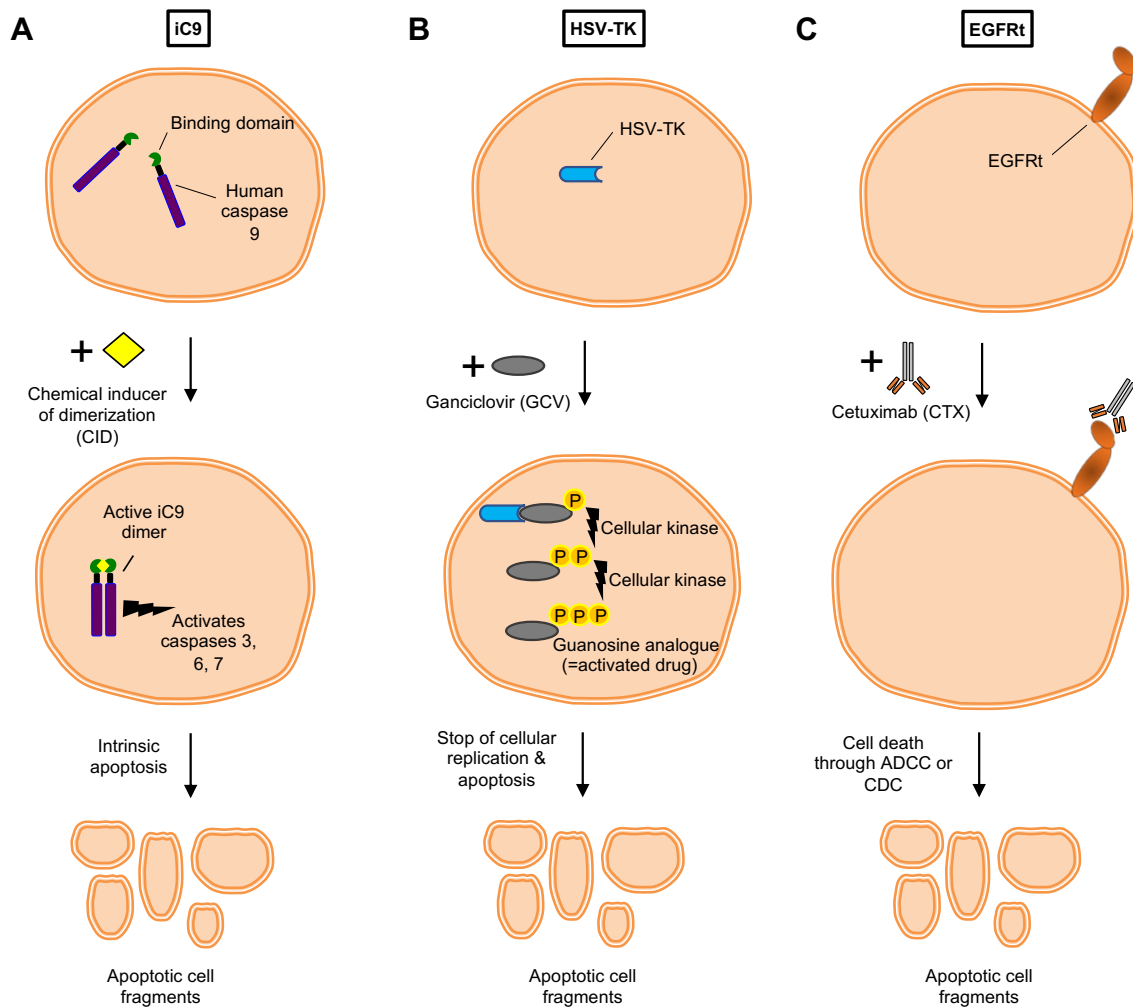 A
iC9
Binding domain
Human
caspase
9
+
Chemical inducer
of dimerization
(CID)
Active iC9
dimer
Activates
caspases 3,
6, 7
Intrinsic
apoptosis
Apoptotic cell
fragments
B
HSV-TK
HSV-TK
+
Ganciclovir (GCV)
P
Cellular kinase
P P
Cellular kinase
P P P
Guanosine analogue
(=activated drug)
Stop of cellular
replication &
apoptosis
Apoptotic cell
fragments
C
EGFRt
EGFRt
+
Cetuximab (CTX)
Cell death
through ADCC or
CDC
Apoptotic cell
fragments